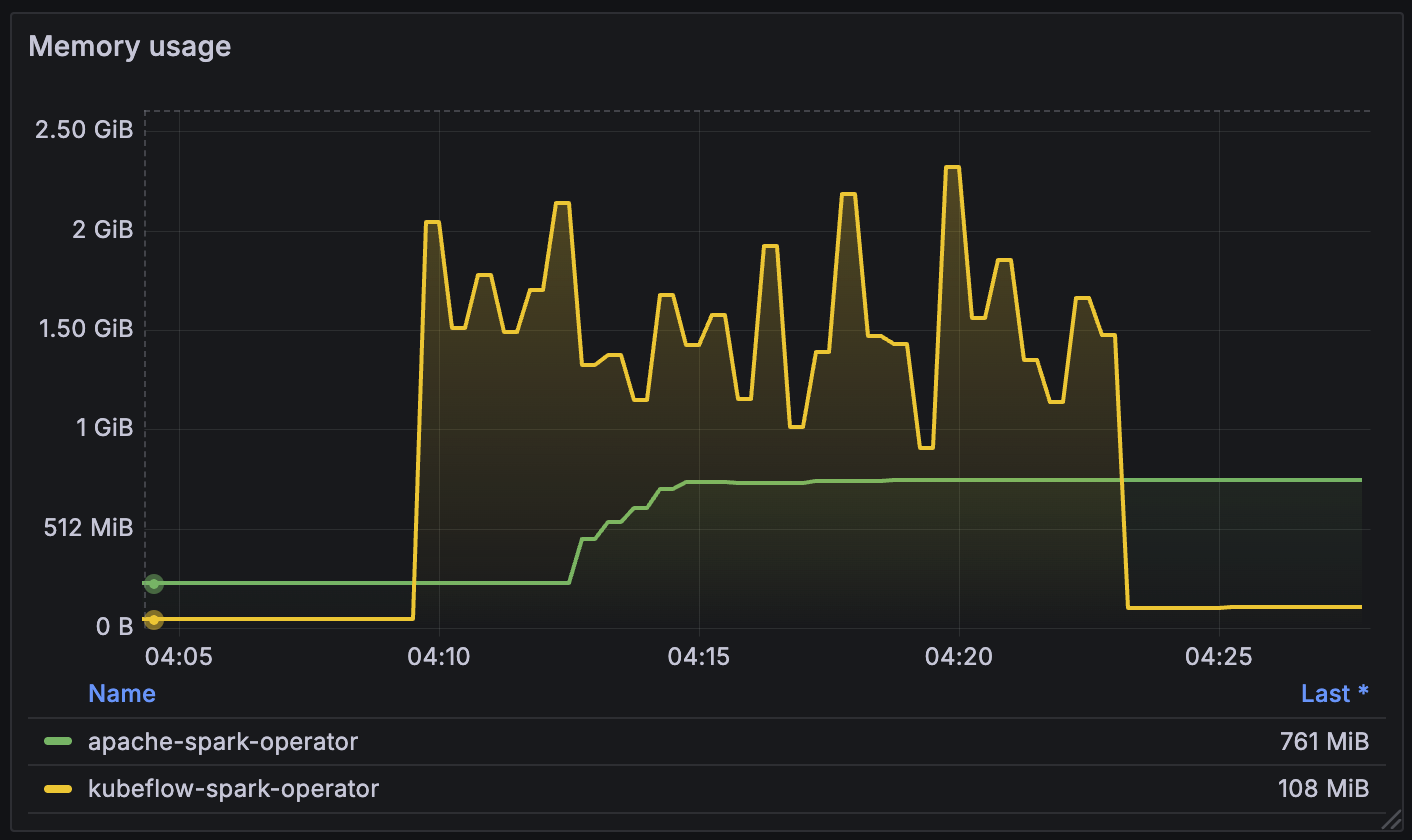 Memory usage
2.50 GiB
2 GiB
1.50 GiB
1 GiB
512 MiB
0 B
04:05 04:10 04:15 04:20 04:25
Name Last *
apache-spark-operator 761 MiB
kubeflow-spark-operator 108 MiB